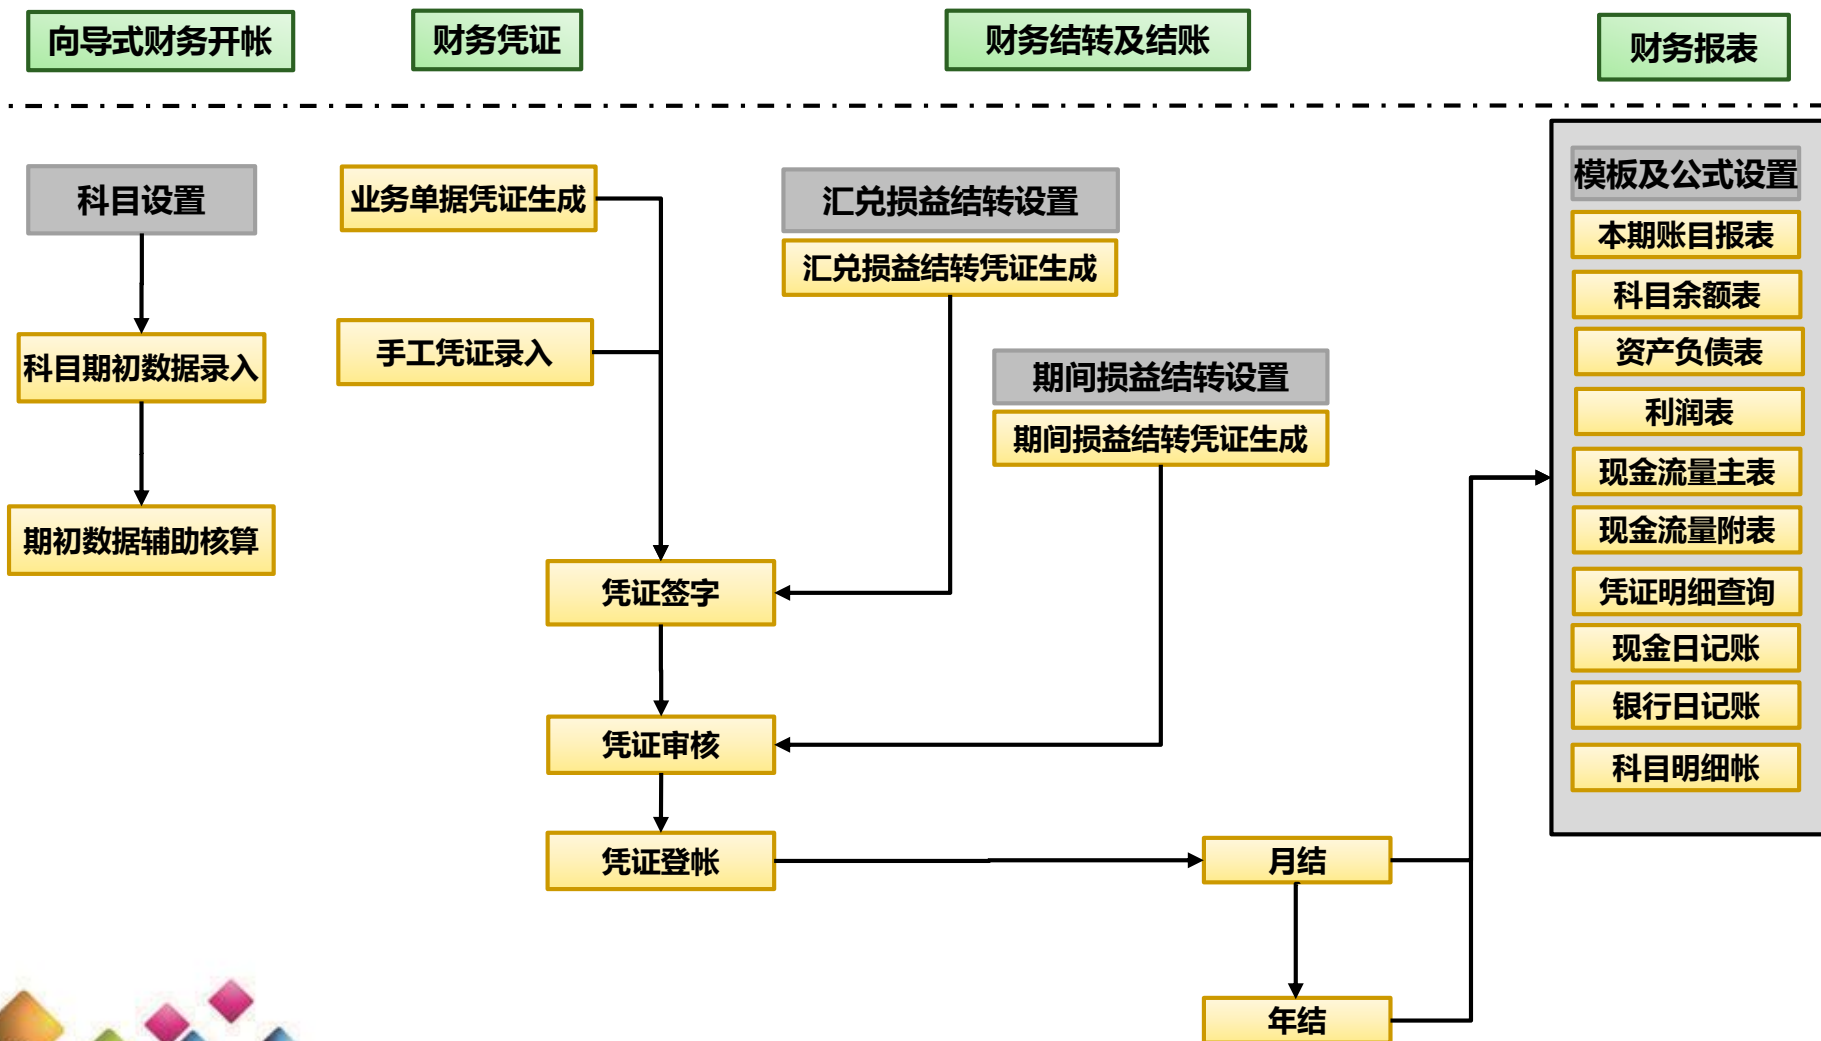 向导式财务开帐
财务凭证
财务结转及结账
财务报表
科目设置
科目期初数据录入
期初数据辅助核算
业务单据凭证生成
手工凭证录入
凭证签字
凭证审核
凭证登帐
汇兑损益结转设置
汇兑损益结转凭证生成
期间损益结转设置
期间损益结转凭证生成
月结
年结
模板及公式设置
本期账目报表
科目余额表
资产负债表
利润表
现金流量主表
现金流量附表
凭证明细查询
现金日记账
银行日记账
科目明细帐